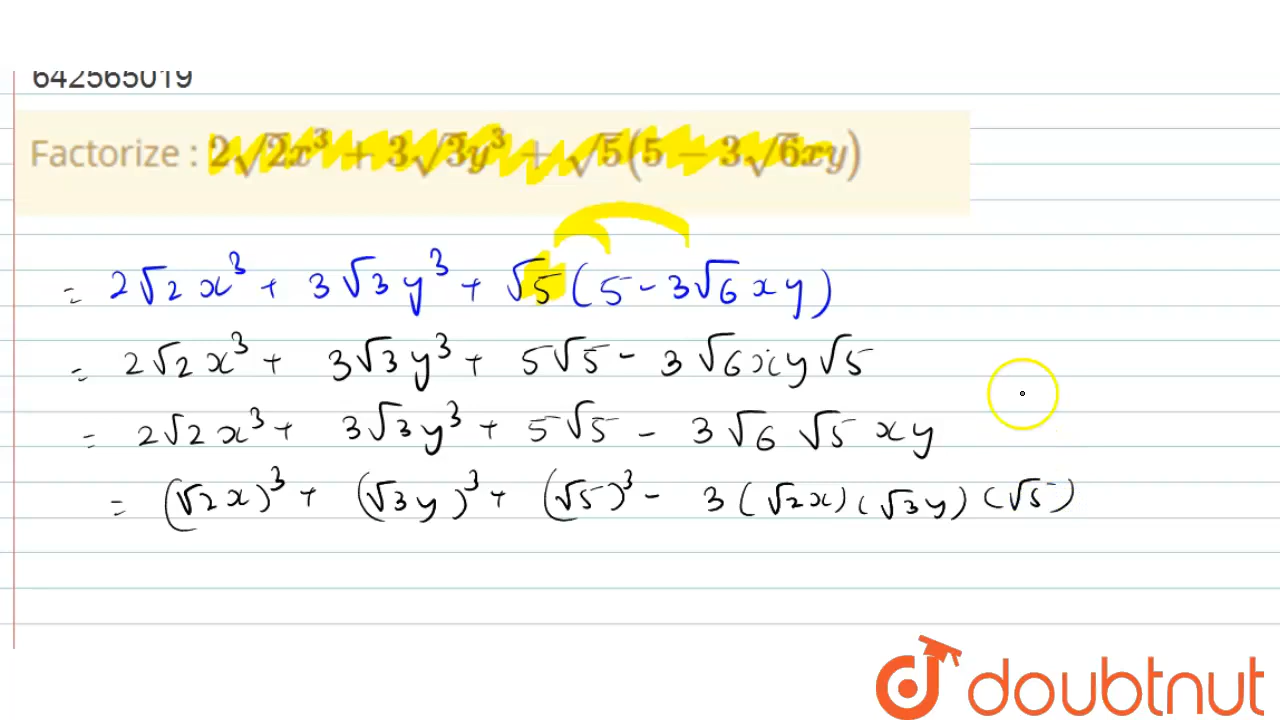 642565019
Factorize : 2√2x³ + 3√3y³ + √5(5 − 3√6xy)
= 2√2 x³ + 3√3 y³ + √5 (5 - 3√6 xy)
= 2√2 x³ + 3√3 y³ + 5√5 - 3√6 xy√5
= 2√2 x³ + 3√3 y³ + 5√5 - 3√6 √5 xy
= (√2x)³ + (√3y)³ + (√5)³ - 3(√2x)(√3y)(√5)
doubtnut